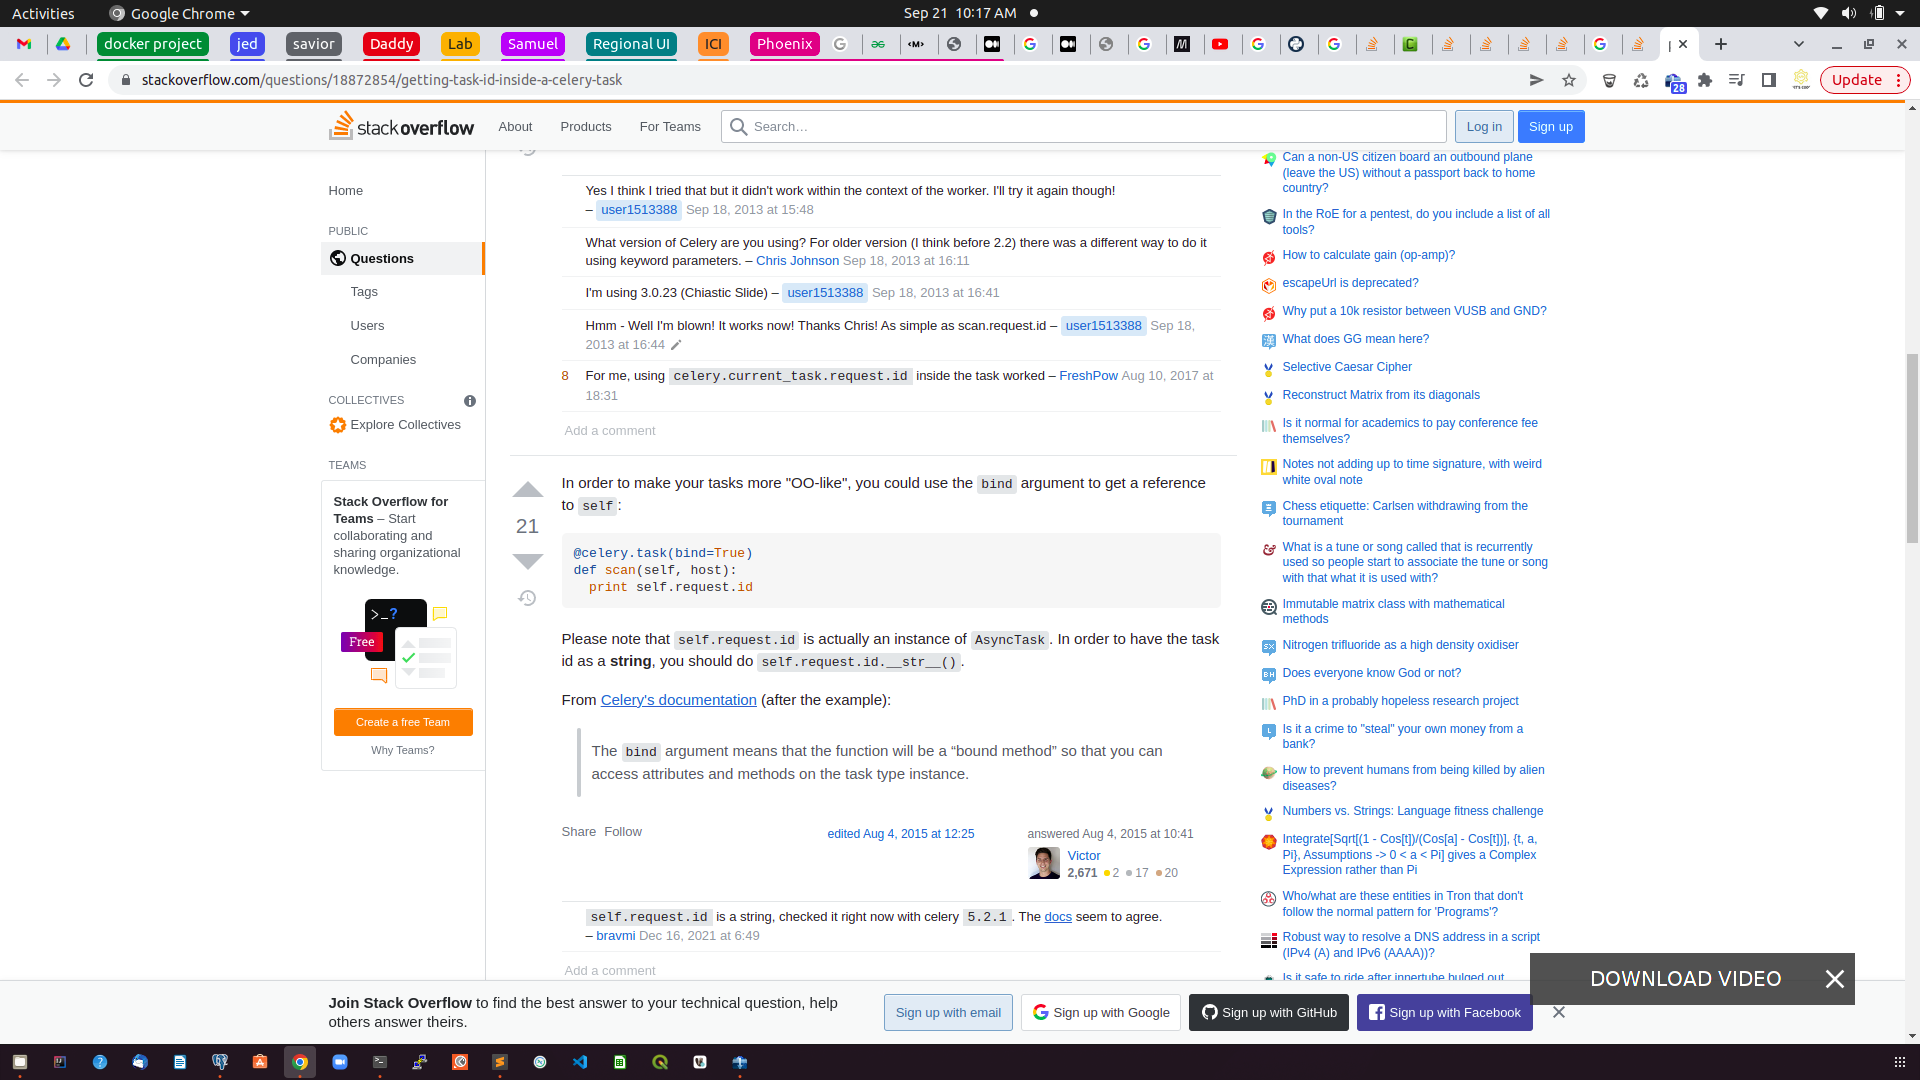 Activities
Google Chrome
Sep 21 10:17 AM
docker project
jed
savior
Daddy
Lab
Samuel
Regional UI
ICI
Phoenix
stackoverflow.com/questions/18872854/getting-task-id-inside-a-celery-task
28
Update
stackoverflow
About
Products
For Teams
Search…
Log in
Sign up
Home
PUBLIC
Questions
Tags
Users
Companies
COLLECTIVES
Explore Collectives
TEAMS
Stack Overflow for
Teams – Start
collaborating and
sharing organizational
knowledge.
>_?
Free
Create a free Team
Why Teams?
Yes I think I tried that but it didn't work within the context of the worker. I'll try it again though!
– user1513388 Sep 18, 2013 at 15:48
What version of Celery are you using? For older version (I think before 2.2) there was a different way to do it
using keyword parameters. – Chris Johnson Sep 18, 2013 at 16:11
I'm using 3.0.23 (Chiastic Slide) – user1513388 Sep 18, 2013 at 16:41
Hmm - Well I'm blown! It works now! Thanks Chris! As simple as scan.request.id – user1513388 Sep 18,
2013 at 16:44
8 For me, using celery.current_task.request.id inside the task worked – FreshPow Aug 10, 2017 at
18:31
Add a comment
21
In order to make your tasks more "OO-like", you could use the bind argument to get a reference
to self:
@celery.task(bind=True)
def scan(self, host):
print self.request.id
Please note that self.request.id is actually an instance of AsyncTask. In order to have the task
id as a string, you should do self.request.id.__str__().
From Celery's documentation (after the example):
The bind argument means that the function will be a “bound method” so that you can
access attributes and methods on the task type instance.
Share Follow
edited Aug 4, 2015 at 12:25
answered Aug 4, 2015 at 10:41
Victor
2,671 2 17 20
self.request.id is a string, checked it right now with celery 5.2.1. The docs seem to agree.
– bravmi Dec 16, 2021 at 6:49
Add a comment
Can a non-US citizen board an outbound plane
(leave the US) without a passport back to home
country?
In the RoE for a pentest, do you include a list of all
tools?
How to calculate gain (op-amp)?
escapeUrl is deprecated?
Why put a 10k resistor between VUSB and GND?
What does GG mean here?
Selective Caesar Cipher
Reconstruct Matrix from its diagonals
Is it normal for academics to pay conference fee
themselves?
Notes not adding up to time signature, with weird
white oval note
Chess etiquette: Carlsen withdrawing from the
tournament
What is a tune or song called that is recurrently
used so people start to associate the tune or song
with that what it is used with?
Immutable matrix class with mathematical
methods
Nitrogen trifluoride as a high density oxidiser
Does everyone know God or not?
PhD in a probably hopeless research project
Is it a crime to "steal" your own money from a
bank?
How to prevent humans from being killed by alien
diseases?
Numbers vs. Strings: Language fitness challenge
Integrate[Sqrt[(1 - Cos[t])/(Cos[a] - Cos[t])], {t, a,
Pi}, Assumptions -> 0 < a < Pi] gives a Complex
Expression rather than Pi
Who/what are these entities in Tron that don't
follow the normal pattern for 'Programs'?
Robust way to resolve a DNS address in a script
(IPv4 (A) and IPv6 (AAAA))?
Is it safe to ride after innertube bulged out
DOWNLOAD VIDEO
Join Stack Overflow to find the best answer to your technical question, help
others answer theirs.
Sign up with email
Sign up with Google
Sign up with GitHub
Sign up with Facebook